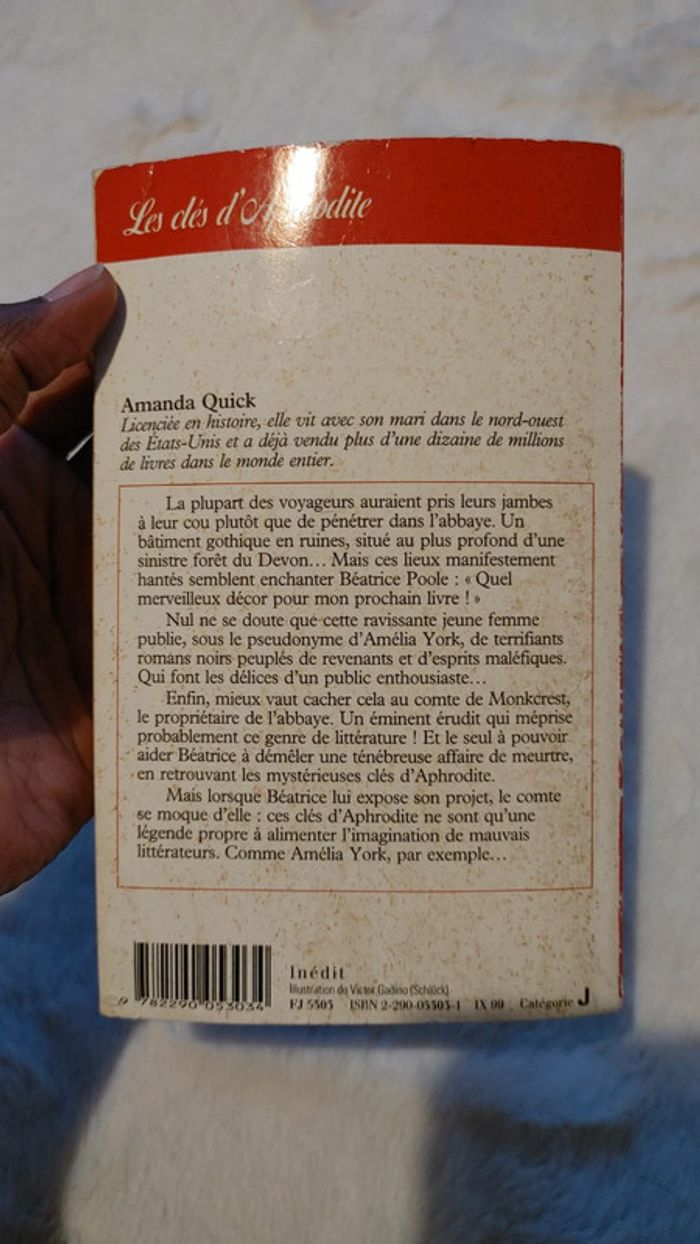 Les clés d'Aphrodite
Amanda Quick
Licenciée en histoire, elle vit avec son mari dans le nord-ouest
des États-Unis et a déjà vendu plus d'une dizaine de millions
de livres dans le monde entier.
La plupart des voyageurs auraient pris leurs jambes
à leur cou plutôt que de pénétrer dans l'abbaye. Un
bâtiment gothique en ruines, situé au plus profond d'une
sinistre forêt du Devon... Mais ces lieux manifestement
hantés semblent enchanter Béatrice Poole : « Quel
merveilleux décor pour mon prochain livre ! »
Nul ne se doute que cette ravissante jeune femme
publie, sous le pseudonyme d'Amélia York, de terrifiants
romans noirs peuplés de revenants et d'esprits maléfiques.
Qui font les délices d'un public enthousiaste...
Enfin, mieux vaut cacher cela au comte de Monkcrest,
le propriétaire de l'abbaye. Un éminent érudit qui méprise
probablement ce genre de littérature ! Et le seul à pouvoir
aider Béatrice à démêler une ténébreuse affaire de meurtre,
en retrouvant les mystérieuses clés d'Aphrodite.
Mais lorsque Béatrice lui expose son projet, le comte
se moque d'elle : ces clés d'Aphrodite ne sont qu'une
légende propre à alimenter l'imagination de mauvais
littérateurs. Comme Amélia York, par exemple...
Inédit
Illustration de Victor Gadino (Schlück)
9 782290 053034
FJ 5303 ISBN 2-290-05303-1 IX 99 Catégorie J